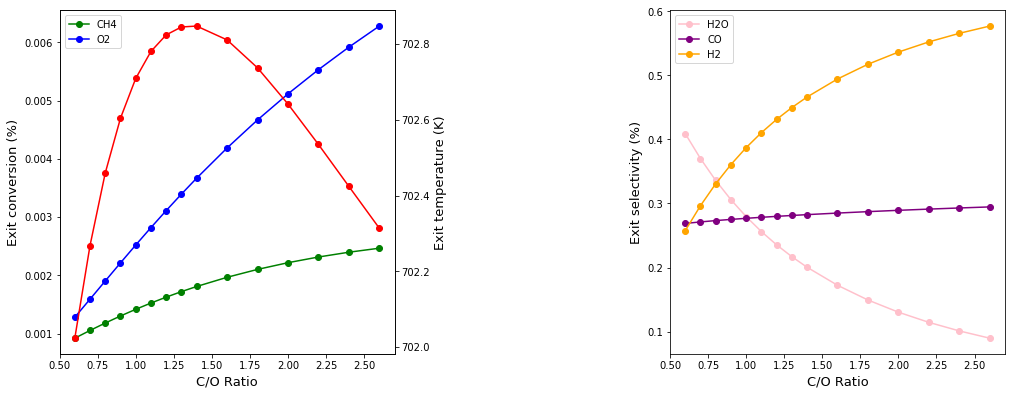 CH4
O2
Exit conversion (%)
0.006
0.005
0.004
0.003
0.002
0.001
0.50 0.75 1.00 1.25 1.50 1.75 2.00 2.25 2.50
C/O Ratio
702.8
702.6
702.4
702.2
702.0
Exit temperature (K)
H2O
CO
H2
Exit selectivity (%)
0.6
0.5
0.4
0.3
0.2
0.1
0.50 0.75 1.00 1.25 1.50 1.75 2.00 2.25 2.50
C/O Ratio